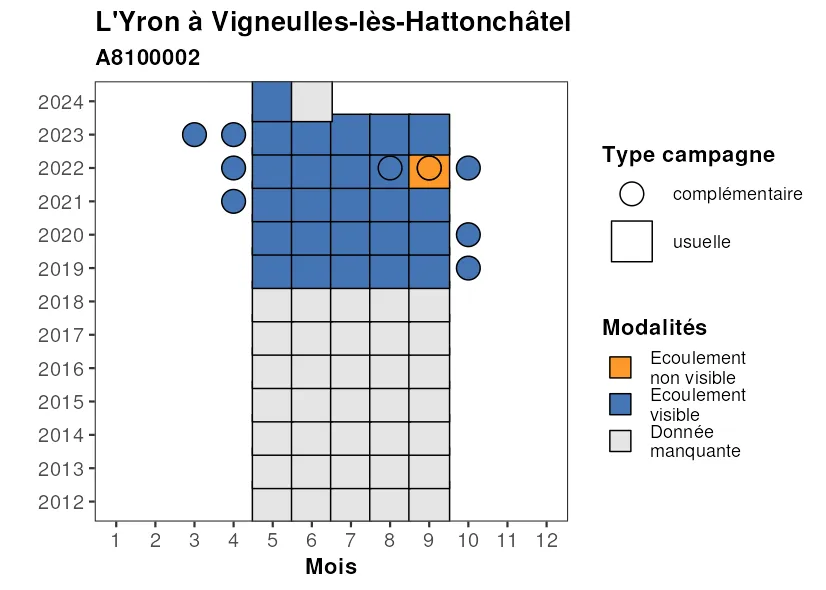 L'Yron à Vigneulles-lès-Hattonchâtel
A8100002
2024
2023
2022
2021
2020
2019
2018
2017
2016
2015
2014
2013
2012
1 2 3 4 5 6 7 8 9 10 11 12
Mois
Type campagne
complémentaire
usuelle
Modalités
Ecoulement
non visible
Ecoulement
visible
Donnée
manquante